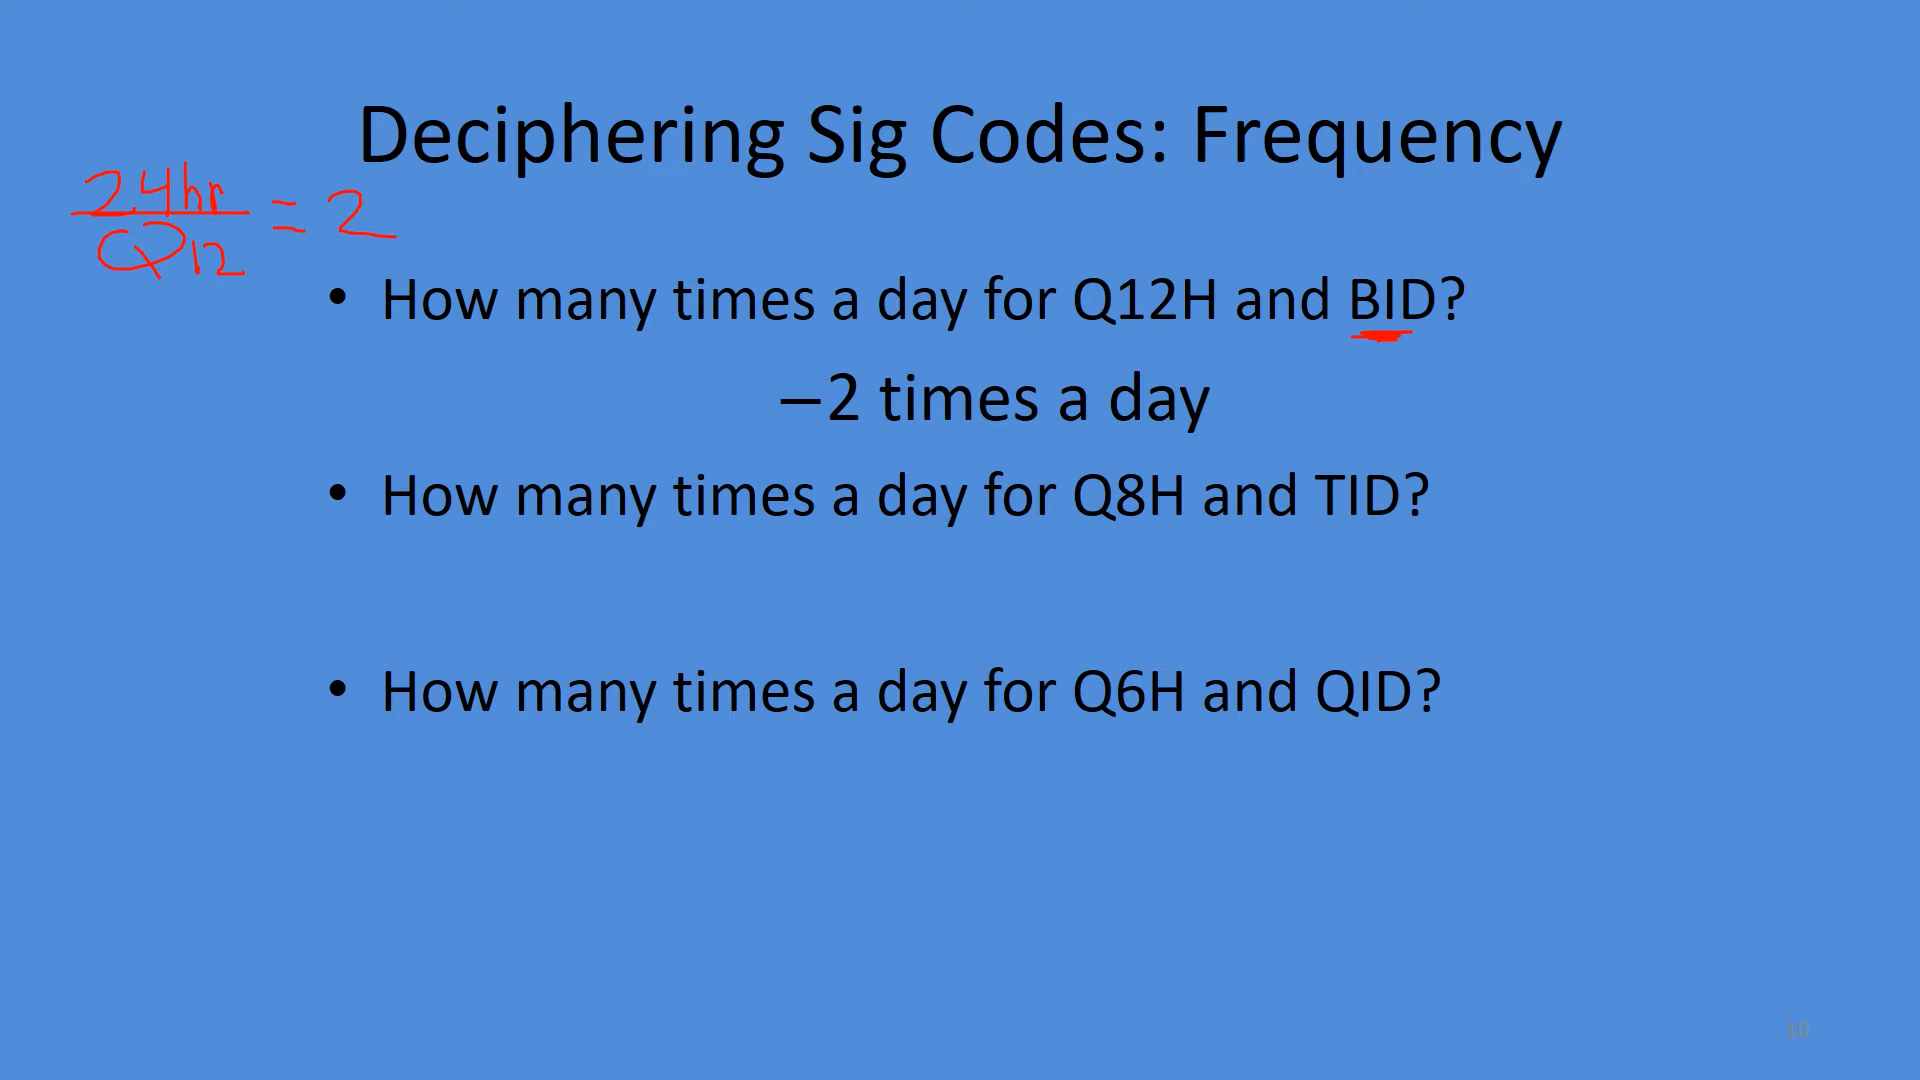 Deciphering Sig Codes: Frequency
24hr
Q12
= 2
• How many times a day for Q12H and BID?
–2 times a day
• How many times a day for Q8H and TID?
• How many times a day for Q6H and QID?
10